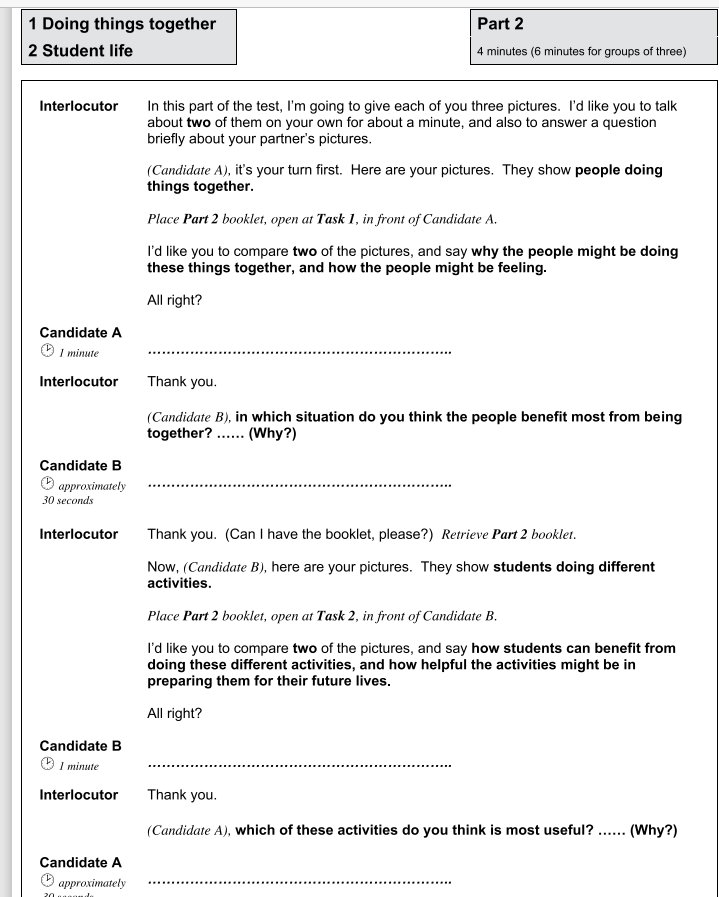 1 Doing things together
2 Student life
Part 2
4 minutes (6 minutes for groups of three)
Interlocutor In this part of the test, I'm going to give each of you three pictures. I'd like you to talk
about two of them on your own for about a minute, and also to answer a question
briefly about your partner's pictures.
(Candidate A), it's your turn first. Here are your pictures. They show people doing
things together.
Place Part 2 booklet, open at Task 1, in front of Candidate A.
I'd like you to compare two of the pictures, and say why the people might be doing
these things together, and how the people might be feeling.
All right?
Candidate A
1 minute ………………………………………………………..
Interlocutor Thank you.
(Candidate B), in which situation do you think the people benefit most from being
together? …… (Why?)
Candidate B
approximately ………………………………………………………..
30 seconds
Interlocutor Thank you. (Can I have the booklet, please?) Retrieve Part 2 booklet.
Now, (Candidate B), here are your pictures. They show students doing different
activities.
Place Part 2 booklet, open at Task 2, in front of Candidate B.
I'd like you to compare two of the pictures, and say how students can benefit from
doing these different activities, and how helpful the activities might be in
preparing them for their future lives.
All right?
Candidate B
1 minute ………………………………………………………..
Interlocutor Thank you.
(Candidate A), which of these activities do you think is most useful? …… (Why?)
Candidate A
approximately ………………………………………………………..
30 seconds